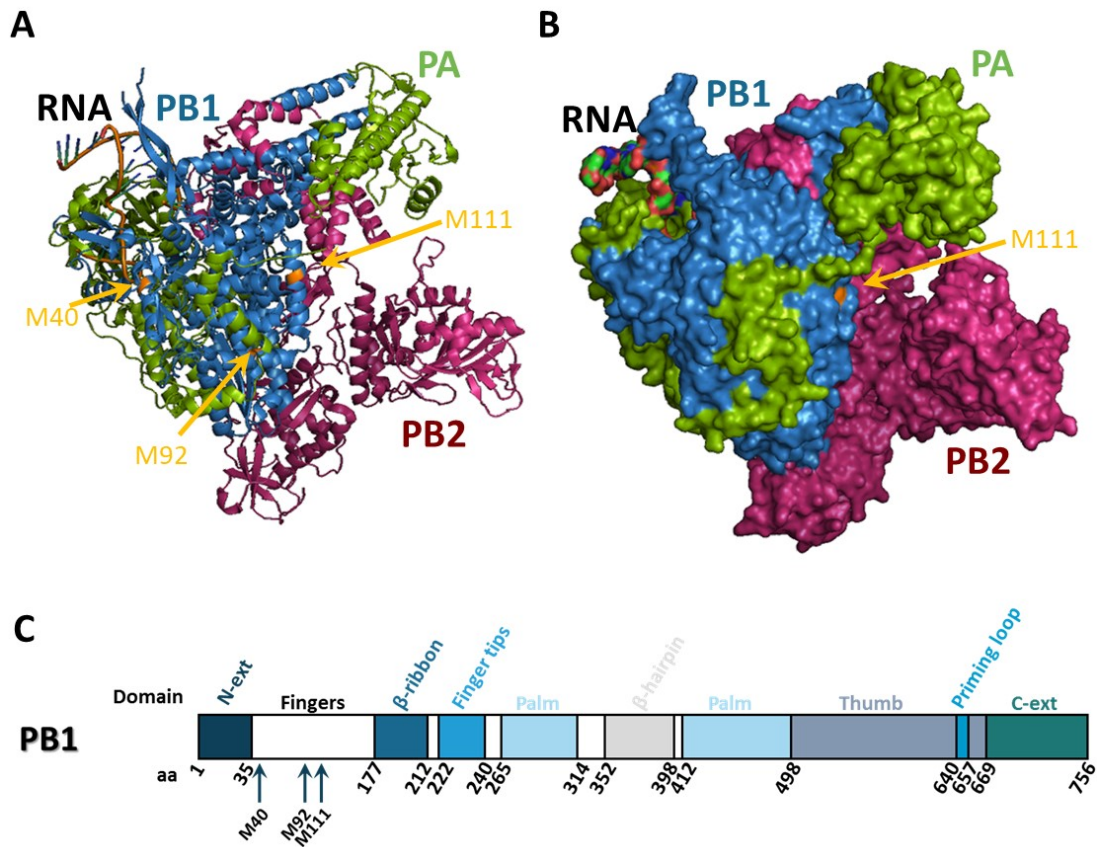 A
RNA
PB1
PA
M111
M40
M92
PB2
B
RNA
PB1
PA
M111
PB2
C
Domain
N-ext
Fingers
β-ribbon
Finger tips
Palm
β-hairpin
Palm
Thumb
Priming loop
C-ext
PB1
aa
1
35
177
212
222
240
265
314
352
398
412
498
640
657
669
756
M40
M92
M111